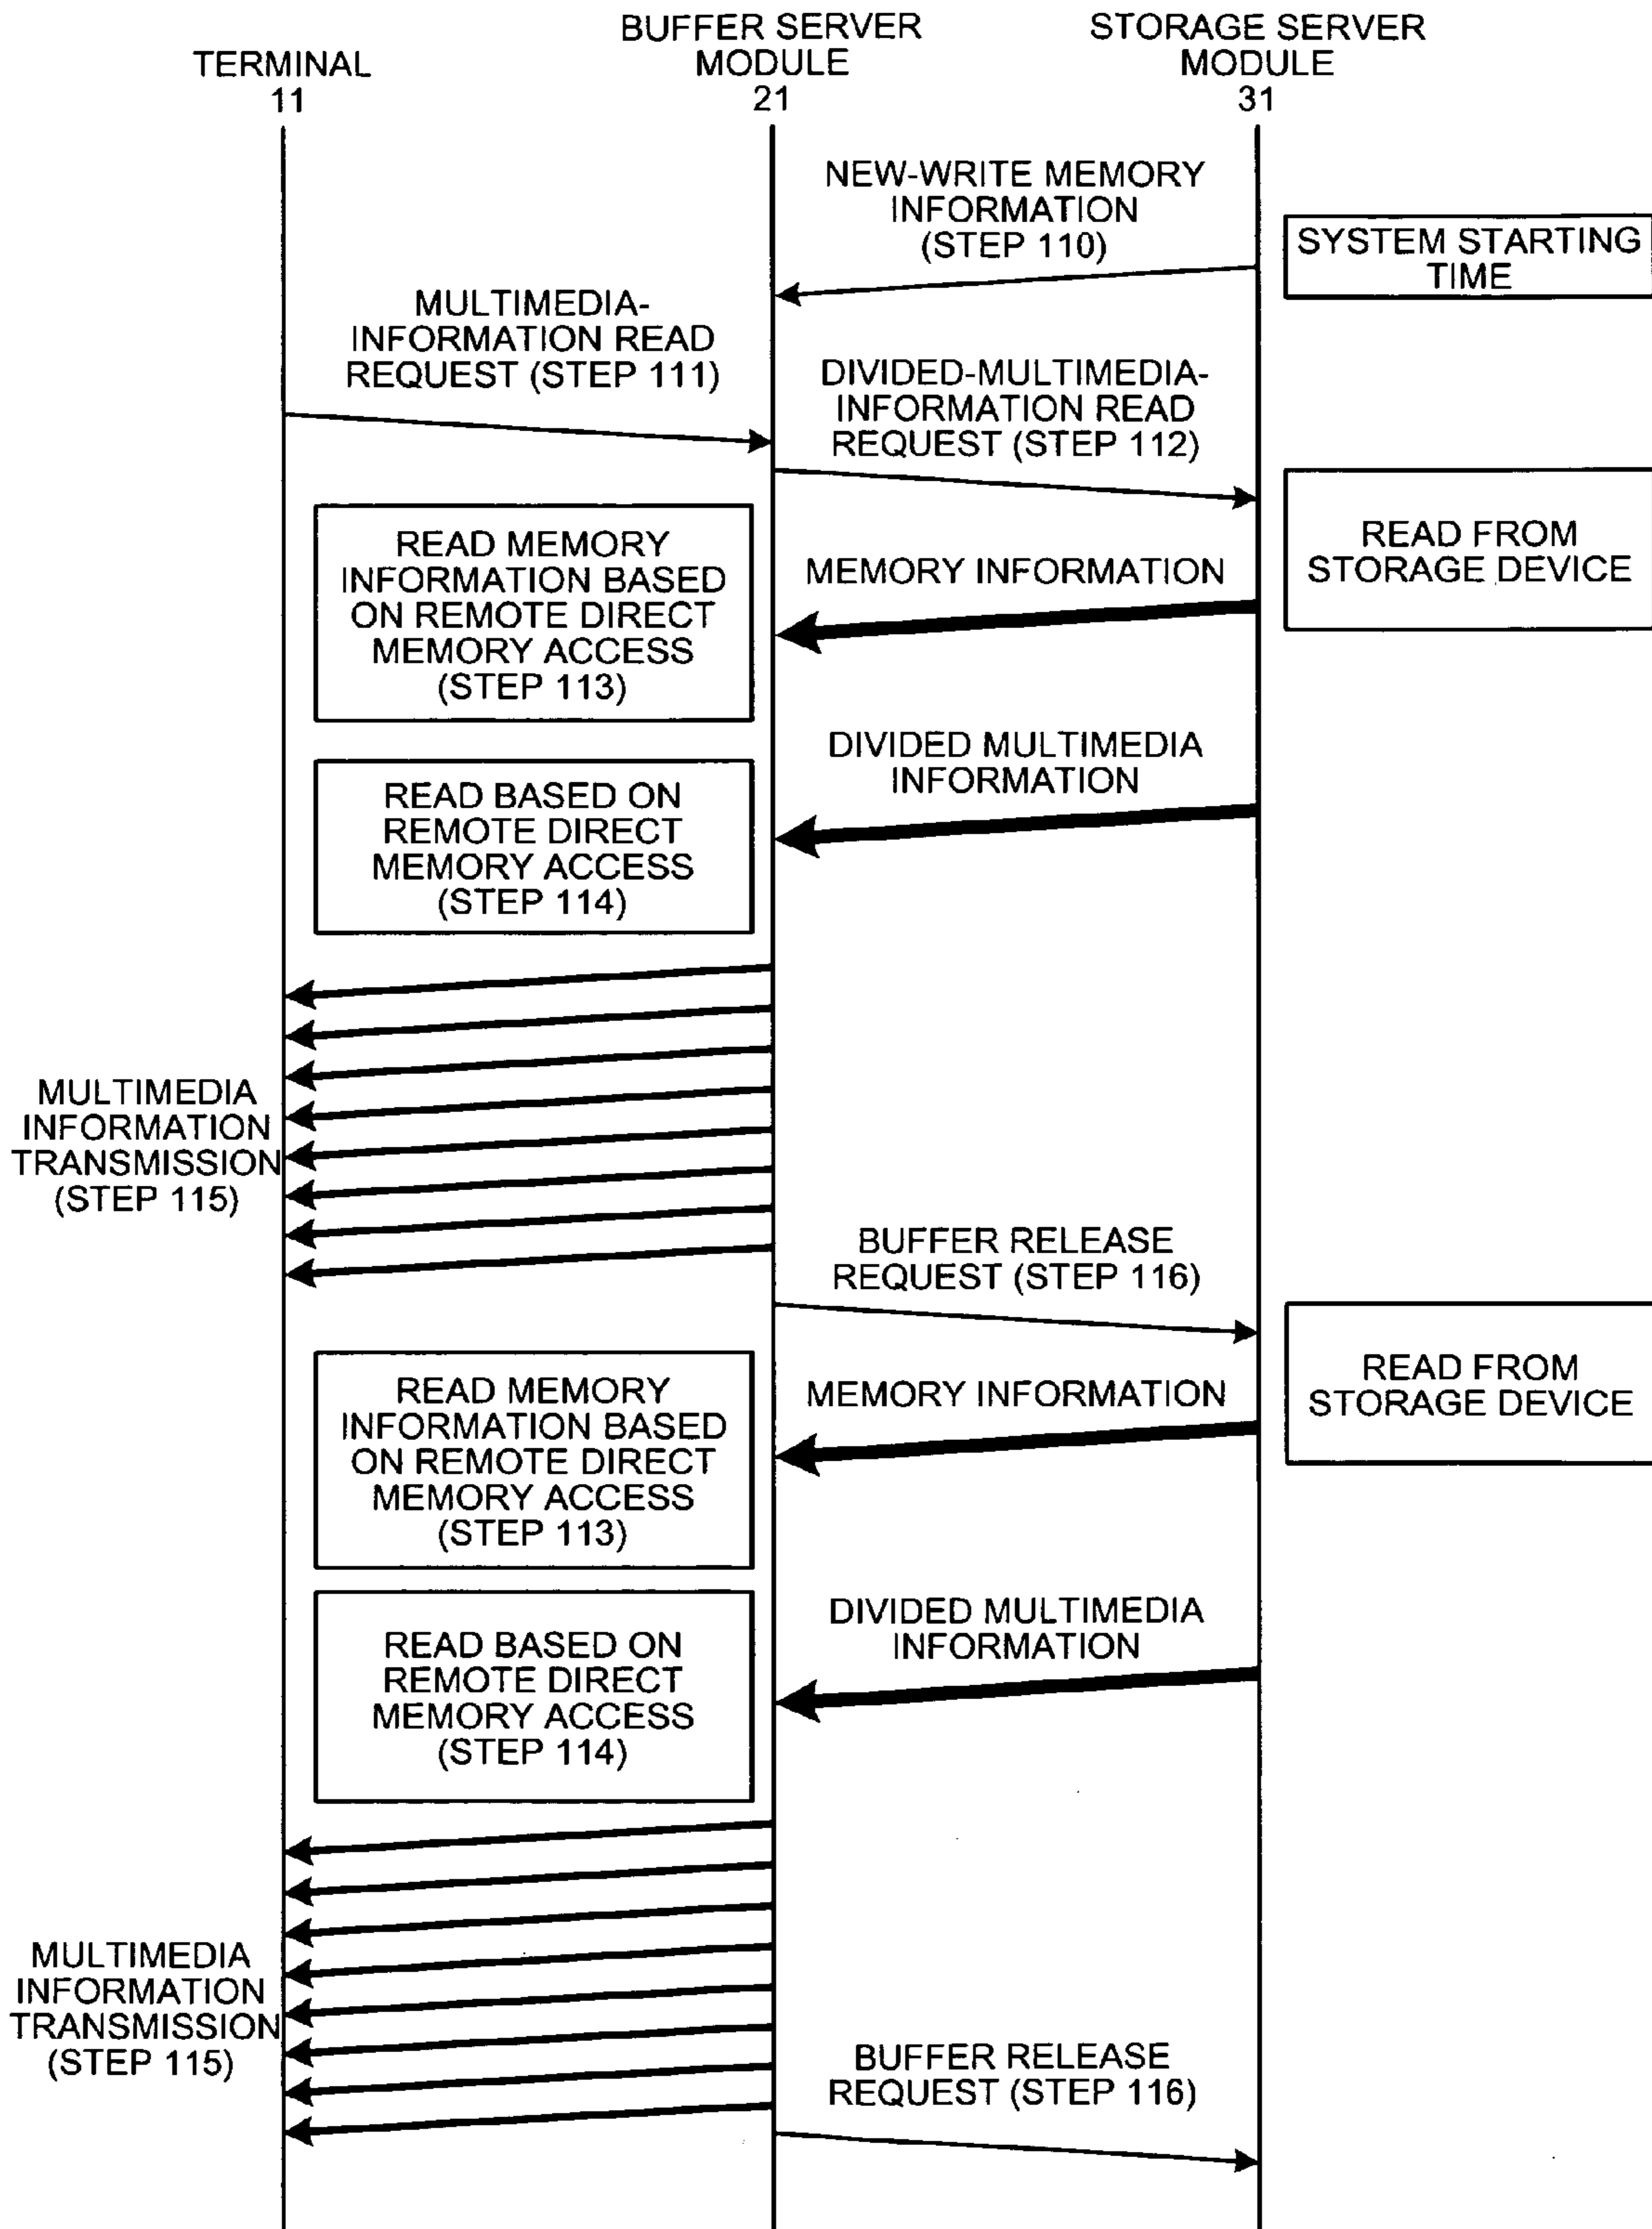 TERMINAL
11
BUFFER SERVER
MODULE
21
STORAGE SERVER
MODULE
31
NEW-WRITE MEMORY
INFORMATION
(STEP 110)
SYSTEM STARTING
TIME
MULTIMEDIA-
INFORMATION READ
REQUEST (STEP 111)
DIVIDED-MULTIMEDIA-
INFORMATION READ
REQUEST (STEP 112)
READ FROM
STORAGE DEVICE
READ MEMORY
INFORMATION BASED
ON REMOTE DIRECT
MEMORY ACCESS
(STEP 113)
MEMORY INFORMATION
DIVIDED MULTIMEDIA
INFORMATION
READ BASED ON
REMOTE DIRECT
MEMORY ACCESS
(STEP 114)
MULTIMEDIA
INFORMATION
TRANSMISSION
(STEP 115)
BUFFER RELEASE
REQUEST (STEP 116)
READ FROM
STORAGE DEVICE
READ MEMORY
INFORMATION BASED
ON REMOTE DIRECT
MEMORY ACCESS
(STEP 113)
MEMORY INFORMATION
DIVIDED MULTIMEDIA
INFORMATION
READ BASED ON
REMOTE DIRECT
MEMORY ACCESS
(STEP 114)
MULTIMEDIA
INFORMATION
TRANSMISSION
(STEP 115)
BUFFER RELEASE
REQUEST (STEP 116)